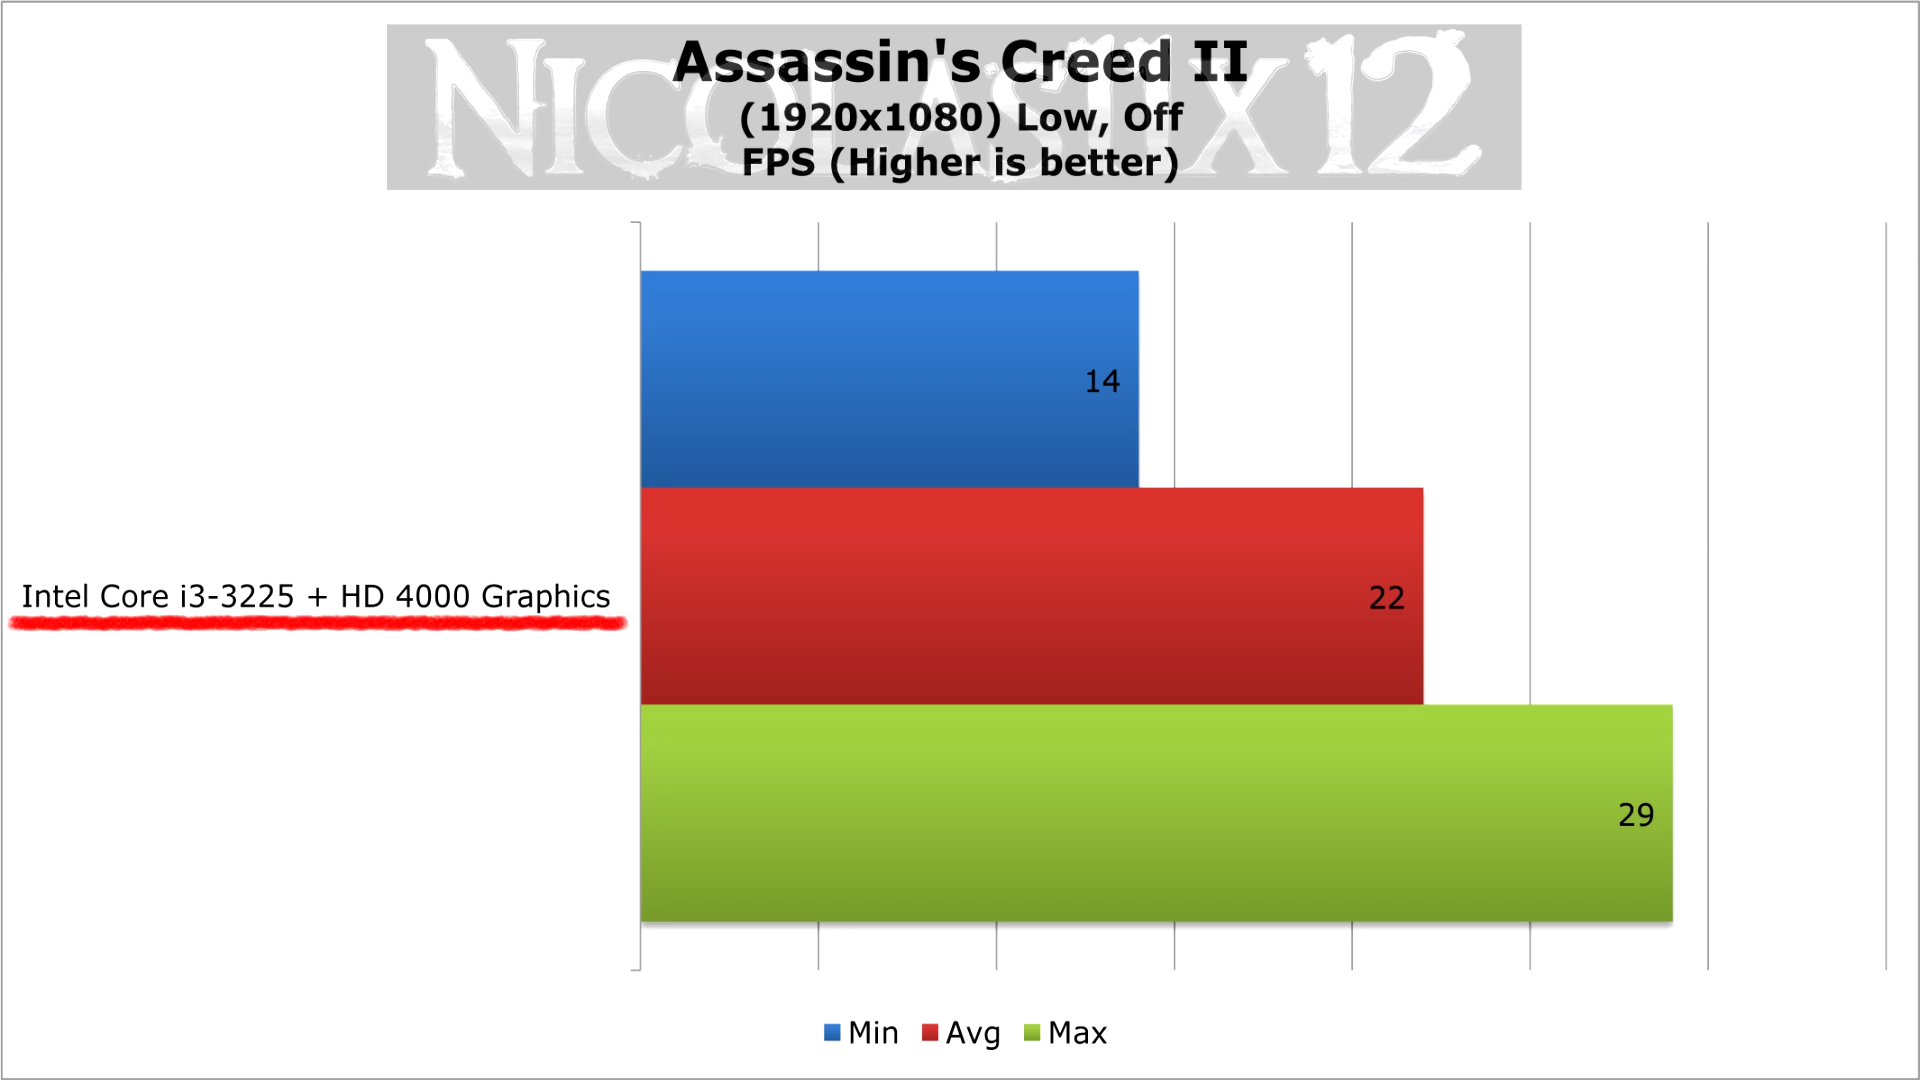 Nicolas11x12
Assassin's Creed II
(1920x1080) Low, Off
FPS (Higher is better)
14
Intel Core i3-3225 + HD 4000 Graphics
22
29
Min Avg Max